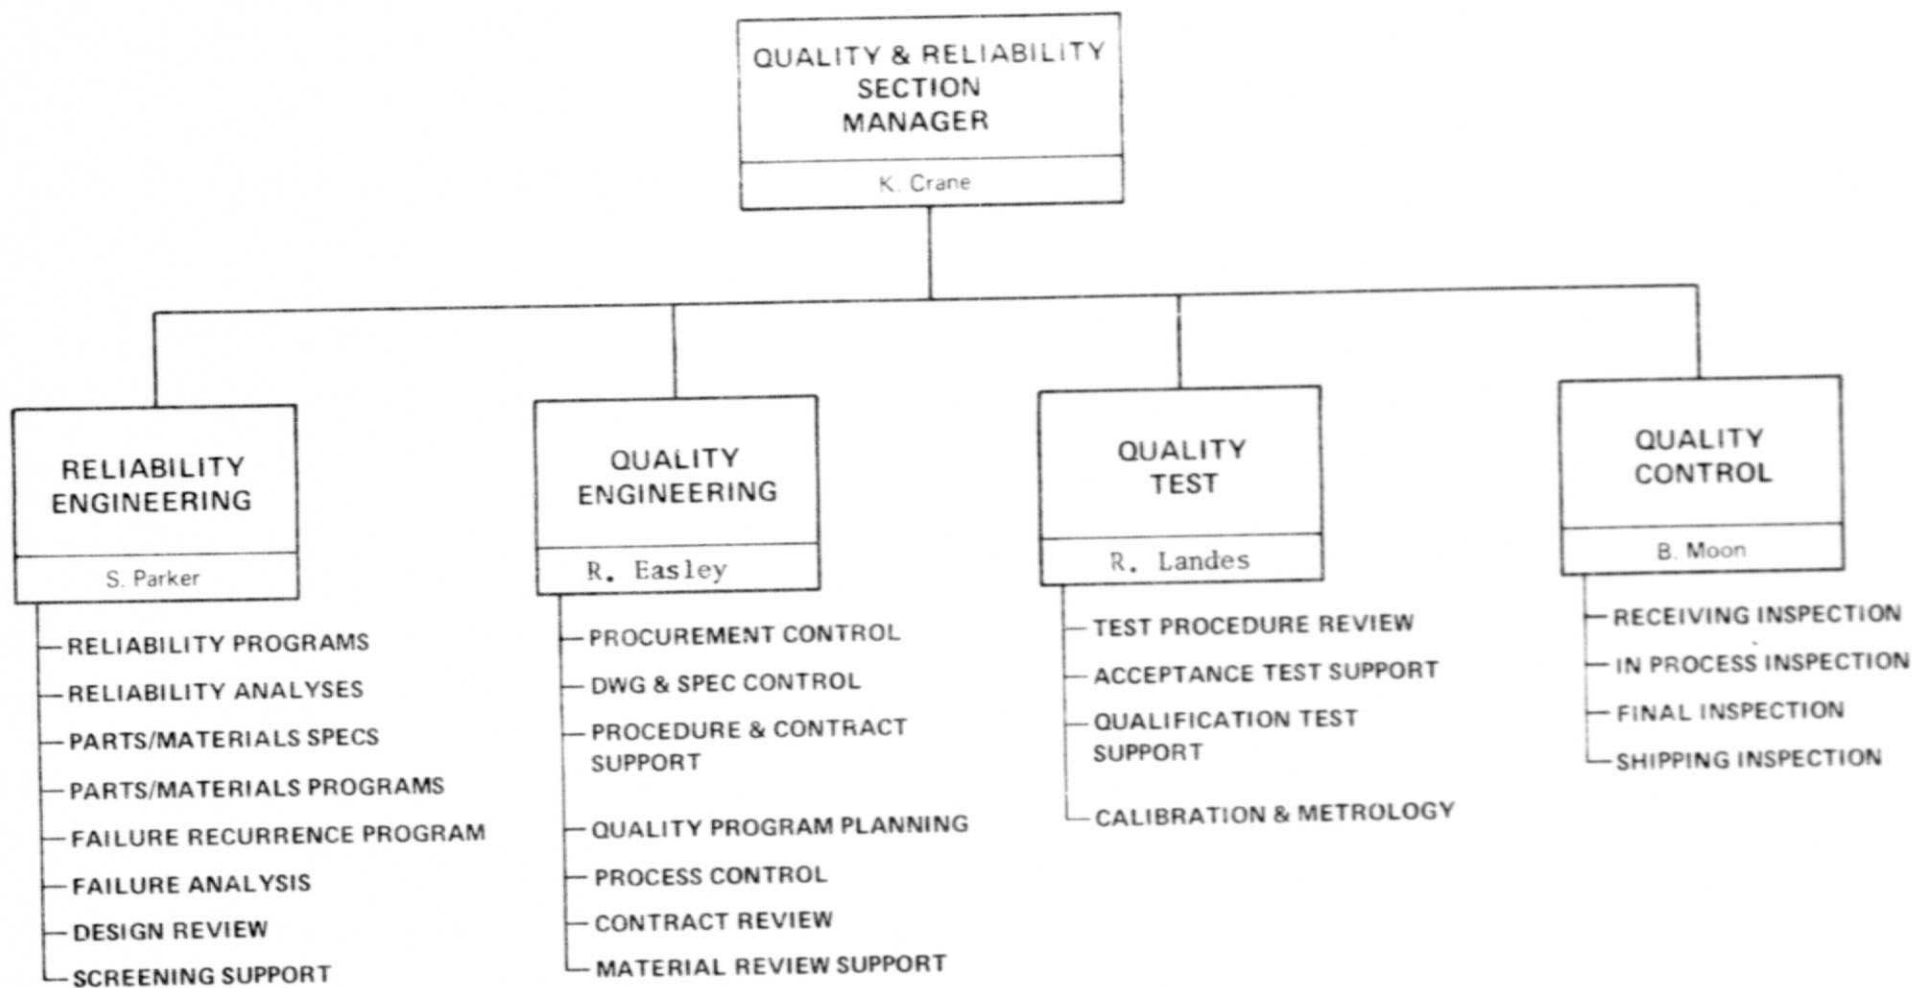 QUALITY & RELIABILITY
SECTION
MANAGER
K. Crane
RELIABILITY
ENGINEERING
S. Parker
RELIABILITY PROGRAMS
RELIABILITY ANALYSES
PARTS/MATERIALS SPECS
PARTS/MATERIALS PROGRAMS
FAILURE RECURRENCE PROGRAM
FAILURE ANALYSIS
DESIGN REVIEW
SCREENING SUPPORT
QUALITY
ENGINEERING
R. Easley
PROCUREMENT CONTROL
DWG & SPEC CONTROL
PROCEDURE & CONTRACT
SUPPORT
QUALITY PROGRAM PLANNING
PROCESS CONTROL
CONTRACT REVIEW
MATERIAL REVIEW SUPPORT
QUALITY
TEST
R. Landes
TEST PROCEDURE REVIEW
ACCEPTANCE TEST SUPPORT
QUALIFICATION TEST
SUPPORT
CALIBRATION & METROLOGY
QUALITY
CONTROL
B. Moon
RECEIVING INSPECTION
IN PROCESS INSPECTION
FINAL INSPECTION
SHIPPING INSPECTION